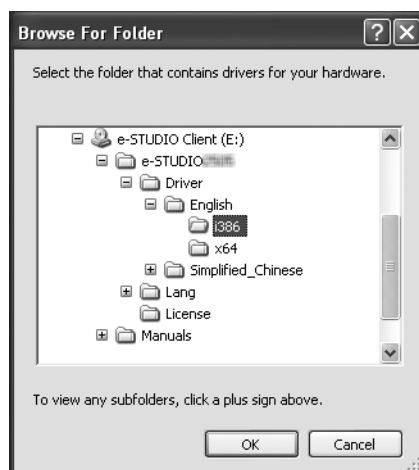 Browse For Folder
Select the folder that contains drivers for your hardware.
e-STUDIO Client (E:)
e-STUDIO
Driver
English
i386
x64
Simplified_Chinese
Lang
License
Manuals
To view any subfolders, click a plus sign above.
OK Cancel